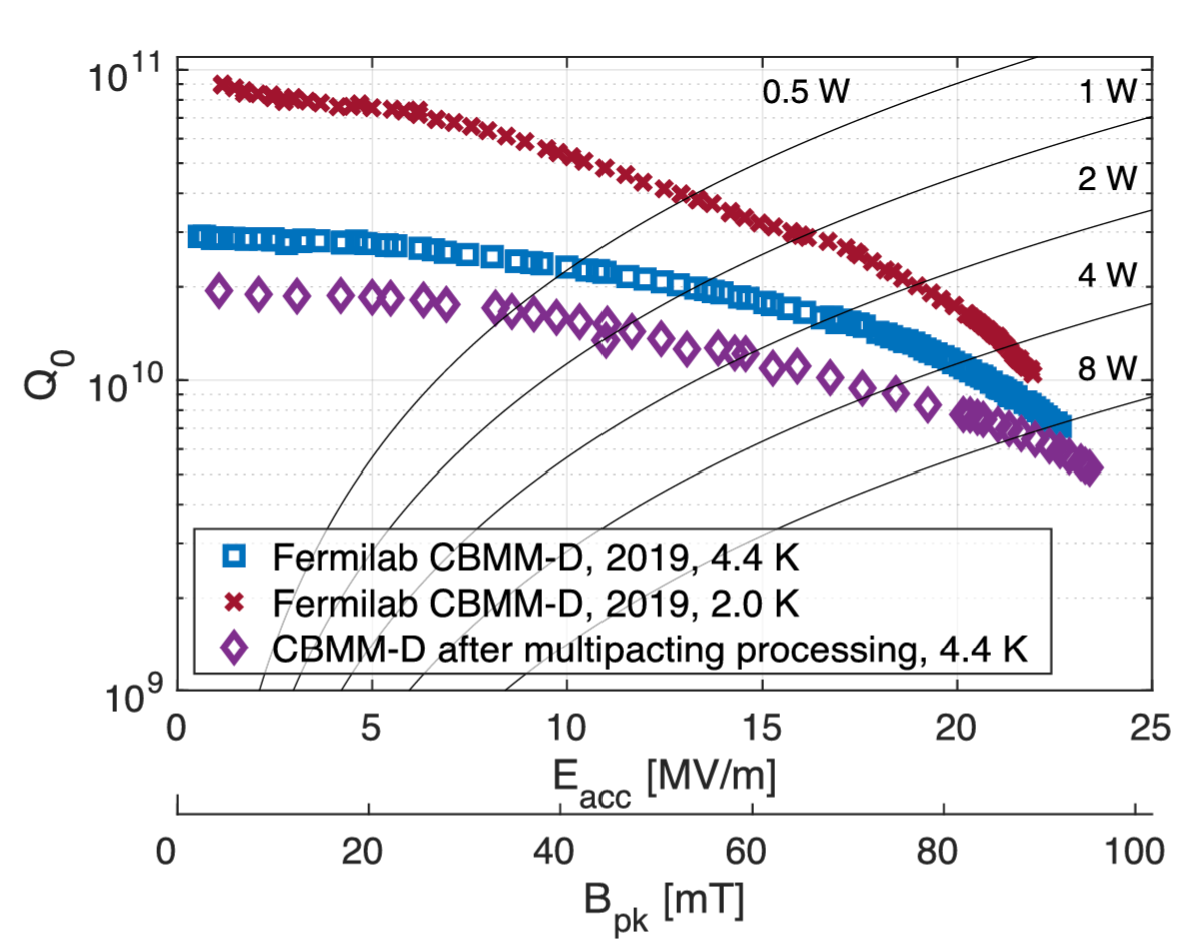 10^11
0.5 W
1 W
2 W
4 W
8 W
10^10
10^9
Q_0
Fermilab CBMM-D, 2019, 4.4 K
Fermilab CBMM-D, 2019, 2.0 K
CBMM-D after multipacting processing, 4.4 K
0 5 10 15 20 25
E_acc [MV/m]
0 20 40 60 80 100
B_pk [mT]